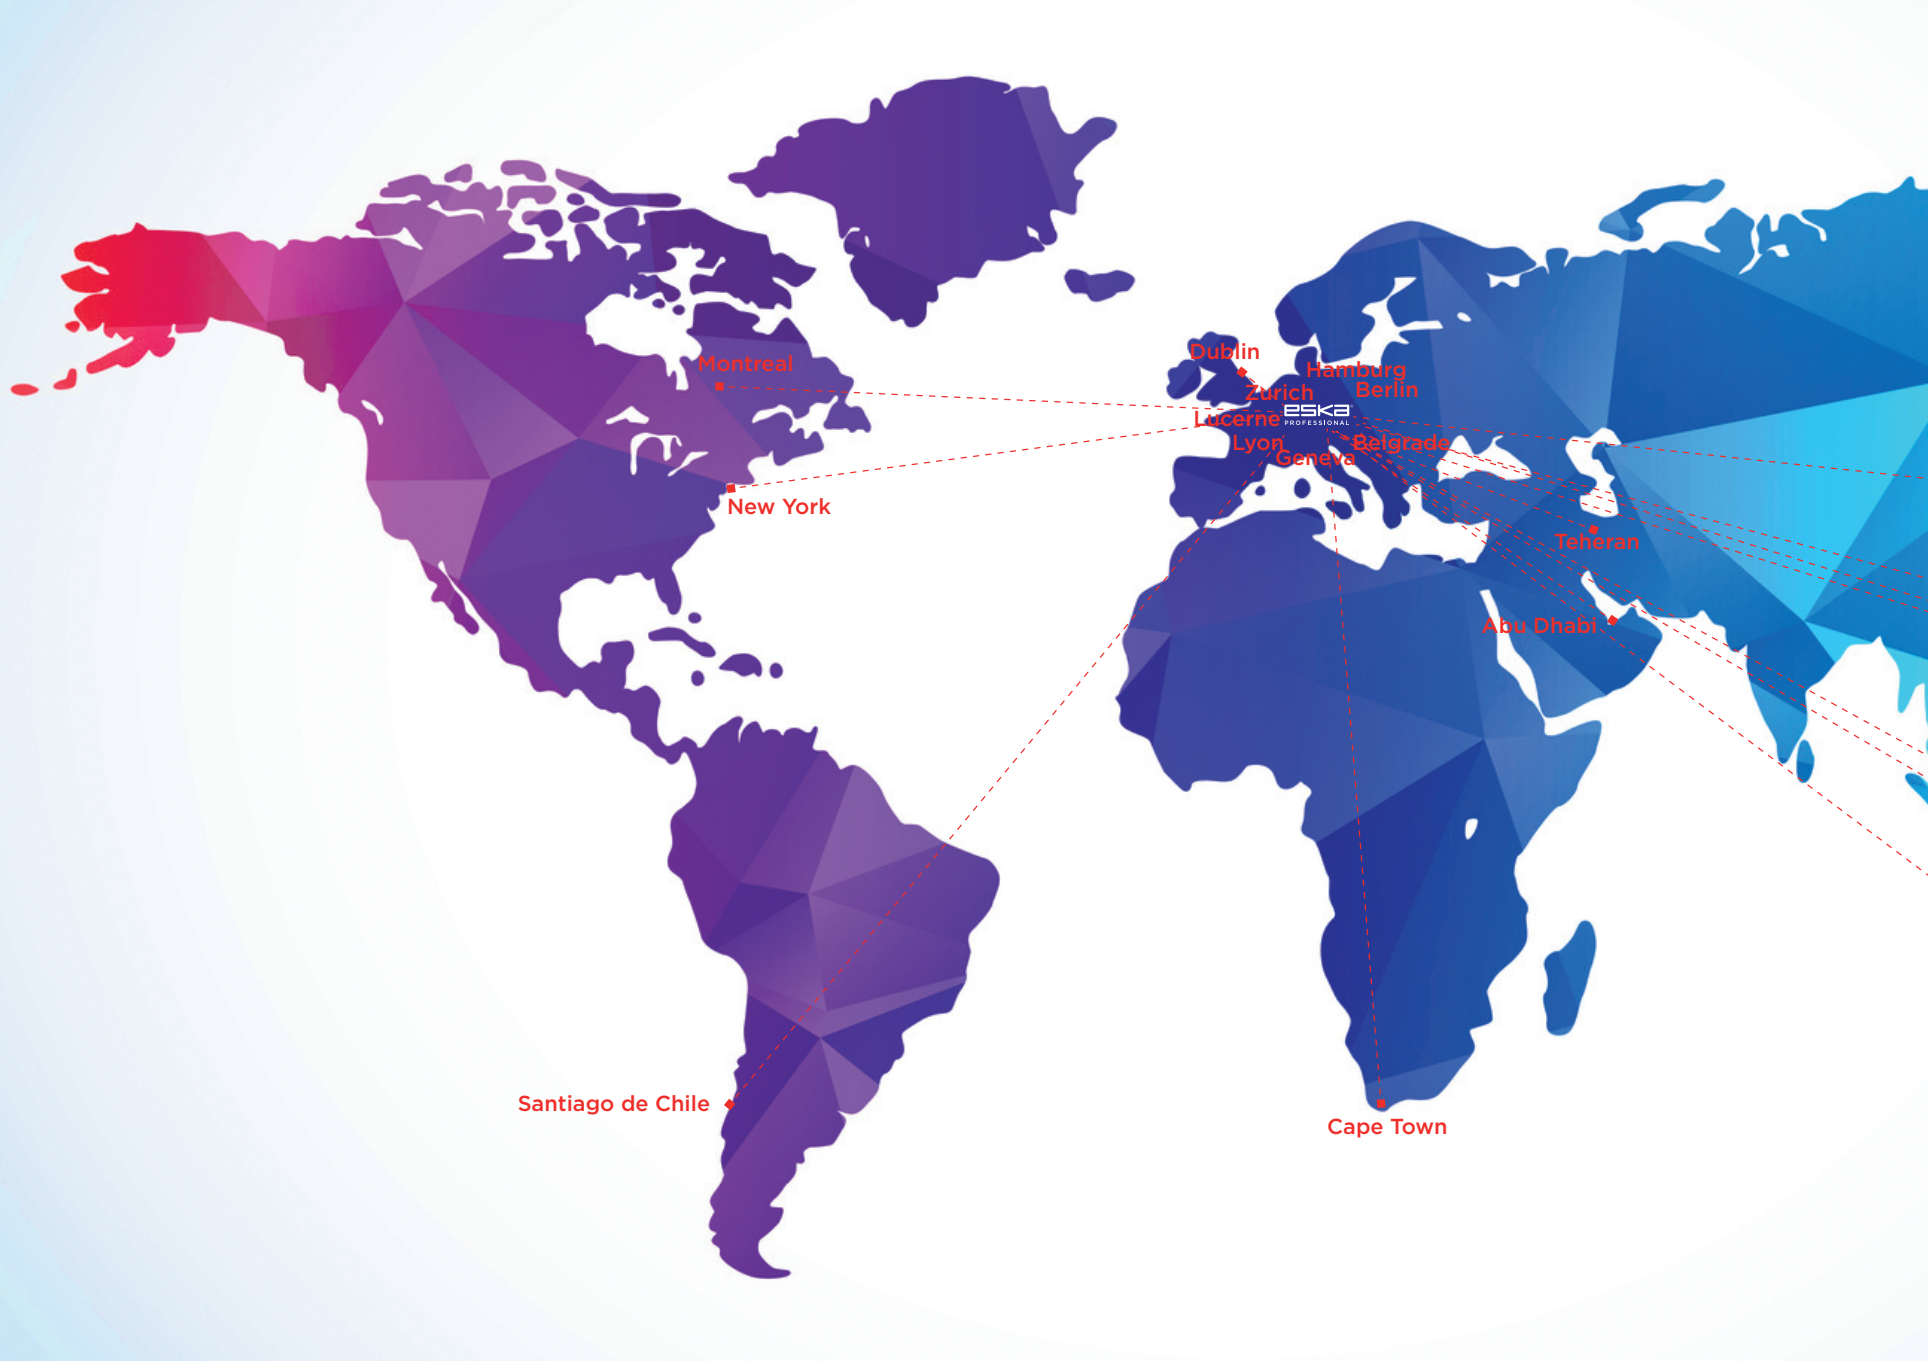 Dublin
Montreal
Hamburg
Zurich
Berlin
eska
PROFESSIONAL
Lucerne
Lyon
Belgrade
Geneva
New York
Teheran
Abu Dhabi
Santiago de Chile
Cape Town